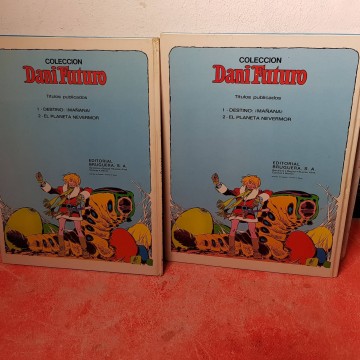 COLECCION
Dani Futuro
Títulos publicados
1 - DESTINO: ¡MAÑANA!
2 - EL PLANETA NEVERMOR
EDITORIAL
BRUGUERA, S. A.
COLECCION
Dani Futuro
Títulos publicados
1 - DESTINO: ¡MAÑANA!
2 - EL PLANETA NEVERMOR
EDITORIAL
BRUGUERA, S. A.